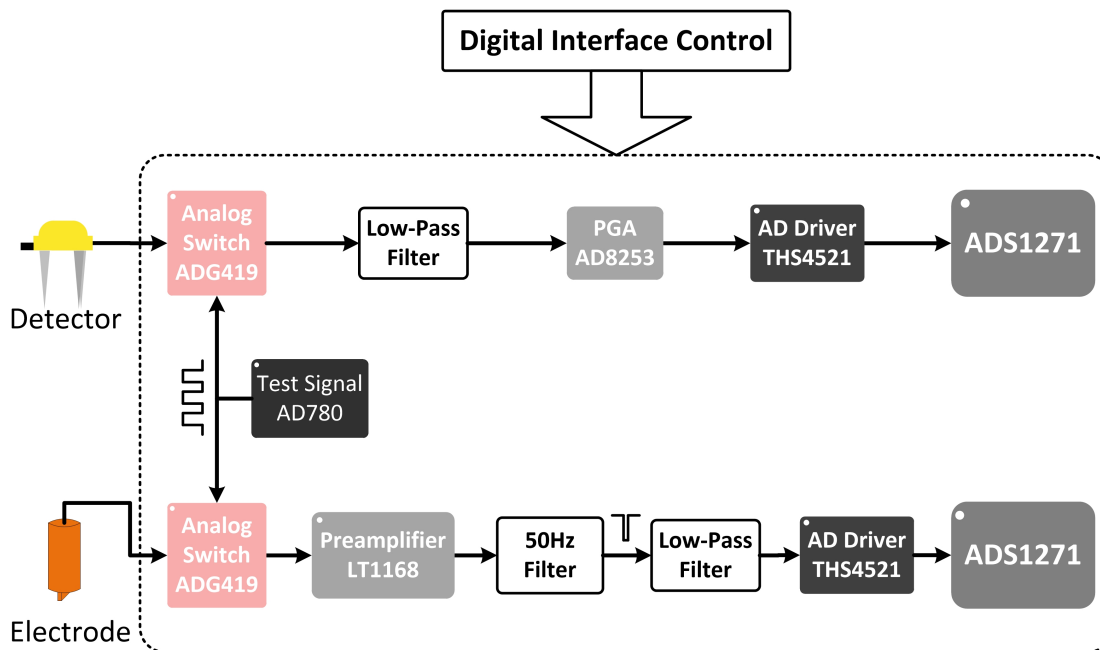 Digital Interface Control
Analog
Switch
ADG419
Low-Pass
Filter
PGA
AD8253
AD Driver
THS4521
ADS1271
Detector
Test Signal
AD780
Analog
Switch
ADG419
Preamplifier
LT1168
50Hz
Filter
Low-Pass
Filter
AD Driver
THS4521
ADS1271
Electrode